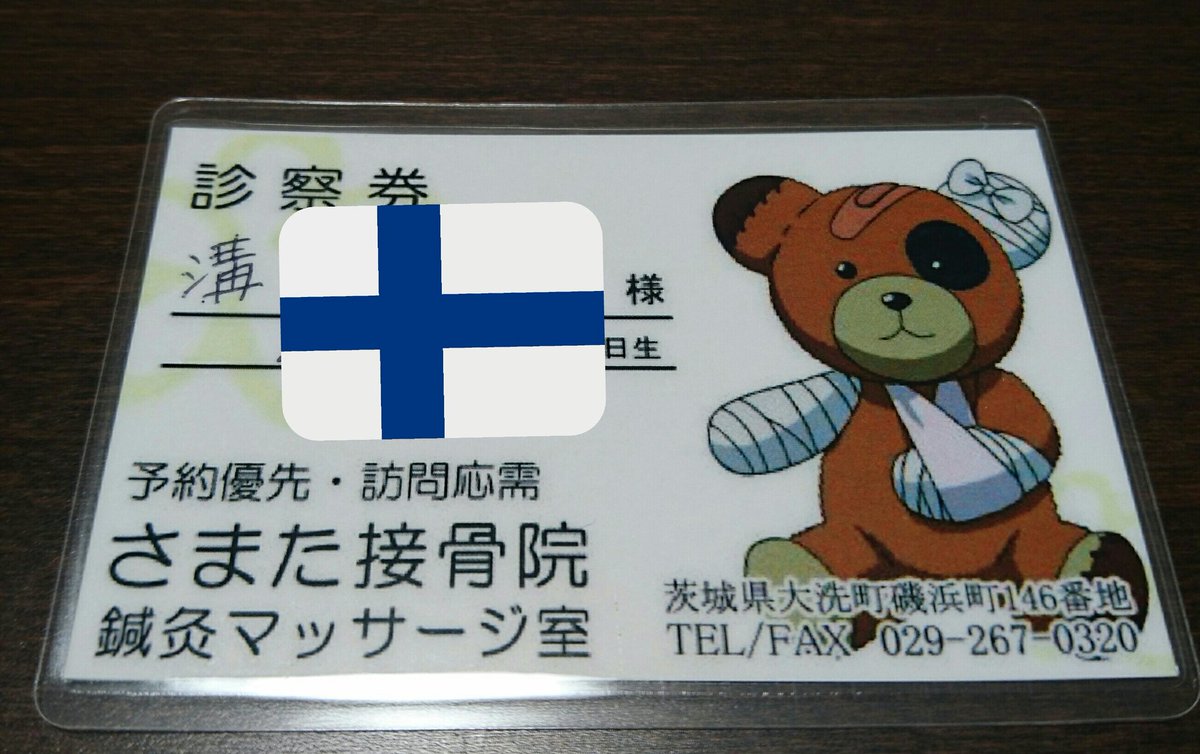 診察券
溝 様
日生
予約優先・訪問応需
さまた接骨院
鍼灸マッサージ室
茨城県大洗町磯浜町146番地
TEL/FAX 029-267-0320